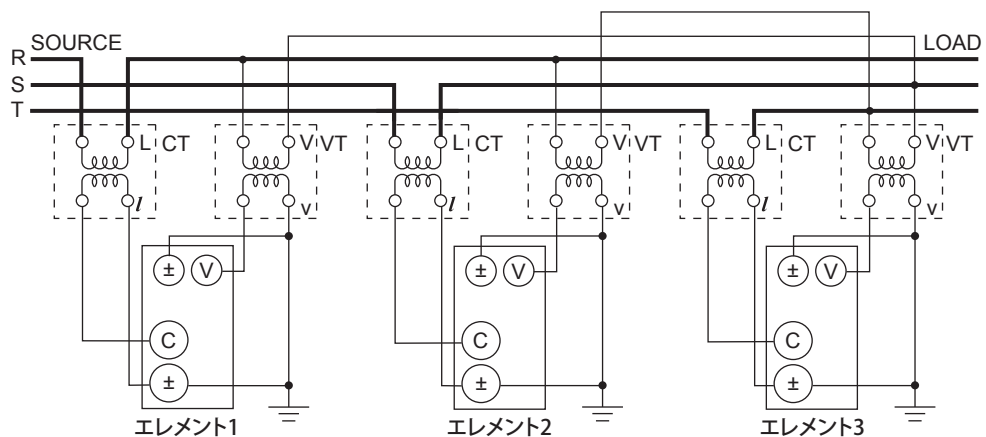 SOURCE
LOAD
R
S
T
L CT V VT L CT V VT L CT V VT
l v l v l v
± V ± V ± V
C C C
± ± ±
エレメント1 エレメント2 エレメント3